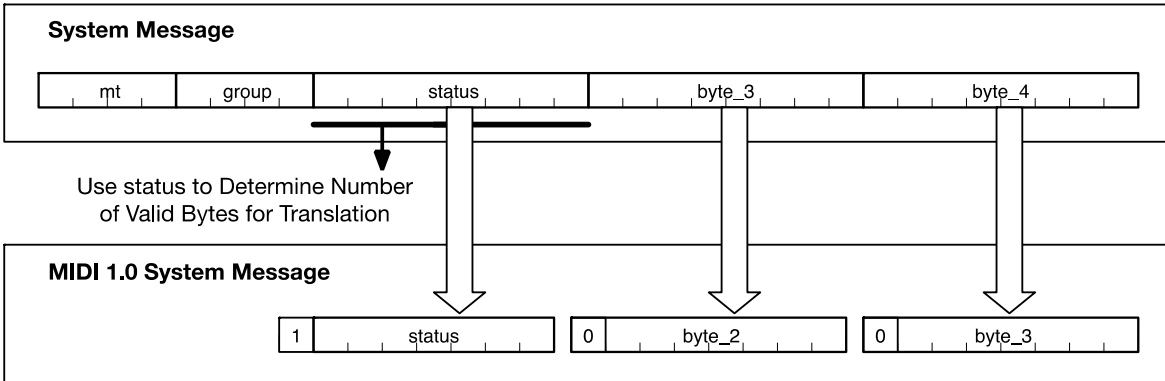 System Message
mt group status byte_3 byte_4
Use status to Determine Number
of Valid Bytes for Translation
MIDI 1.0 System Message
1 status 0 byte_2 0 byte_3